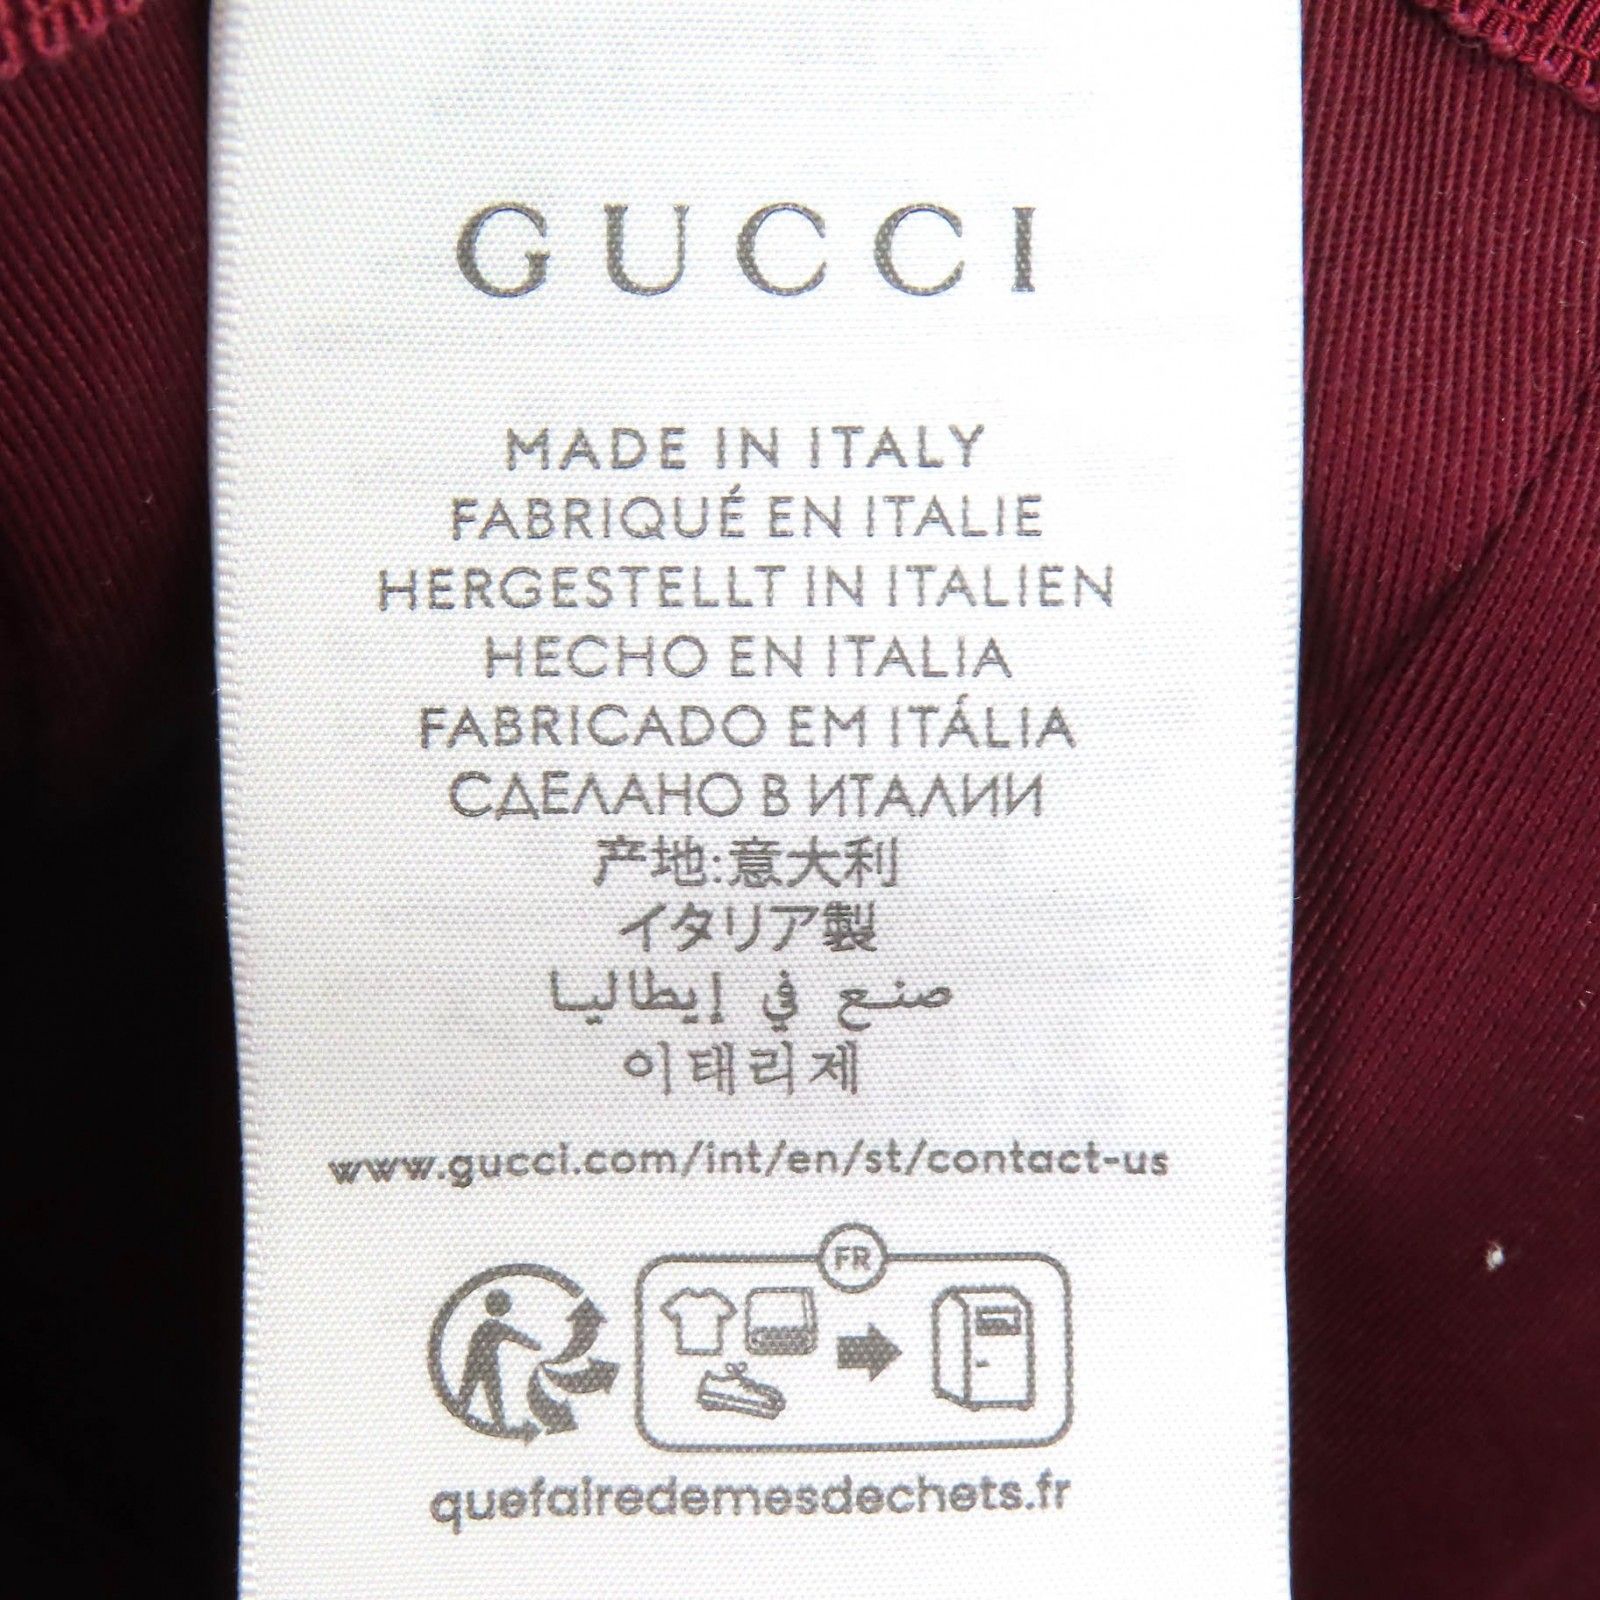 GUCCI
MADE IN ITALY
FABRIQUÉ EN ITALIE
HERGESTELLT IN ITALIEN
HECHO EN ITALIA
FABRICADO EM ITÁLIA
СДЕЛАНО В ИТАЛИИ
产地:意大利
イタリア製
صنع في إيطاليا
이태리제
www.gucci.com/int/en/st/contact-us
FR
quefairedemesdechets.fr